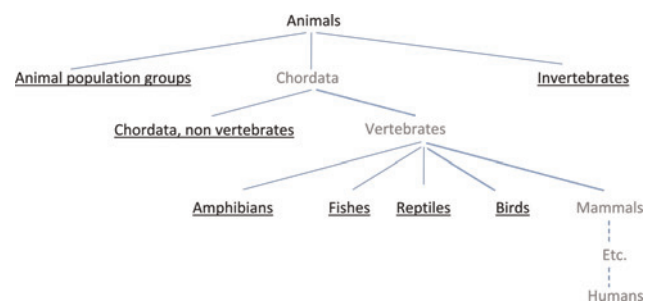 Animals
Animal population groups Chordata Invertebrates
Chordata, non vertebrates Vertebrates
Amphibians Fishes Reptiles Birds Mammals
Etc.
Humans